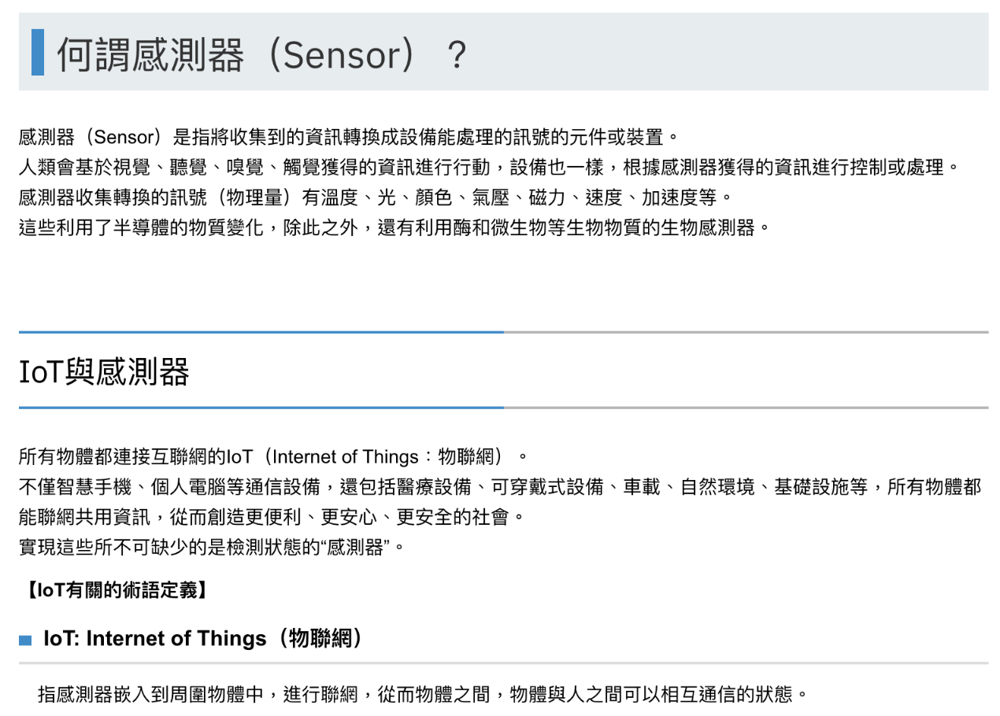 何謂感測器（Sensor） ？
感測器（Sensor）是指將收集到的資訊轉換成設備能處理的訊號的元件或裝置。
人類會基於視覺、聽覺、嗅覺、觸覺獲得的資訊進行行動，設備也一樣，根據感測器獲得的資訊進行控制或處理。
感測器收集轉換的訊號（物理量）有溫度、光、顏色、氣壓、磁力、速度、加速度等。
這些利用了半導體的物質變化，除此之外，還有利用酶和微生物等生物物質的生物感測器。
IoT與感測器
所有物體都連接互聯網的IoT（Internet of Things：物聯網）。
不僅智慧手機、個人電腦等通信設備，還包括醫療設備、可穿戴式設備、車載、自然環境、基礎設施等，所有物體都
能聯網共用資訊，從而創造更便利、更安心、更安全的社會。
實現這些所不可缺少的是檢測狀態的“感測器”。
【IoT有關的術語定義】
IoT: Internet of Things（物聯網）
指感測器嵌入到周圍物體中，進行聯網，從而物體之間，物體與人之間可以相互通信的狀態。